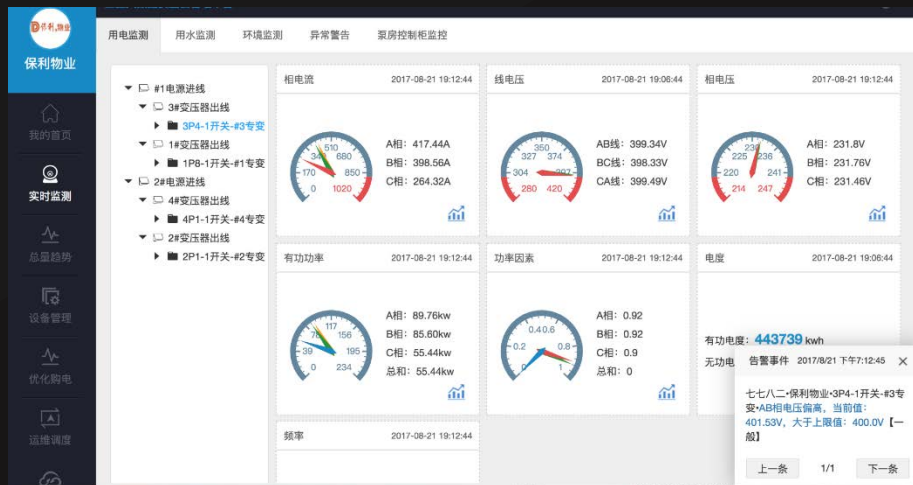 保利物业
保利物业
我的首页
实时监测
总量趋势
设备管理
优化购电
运维调度
用电监测 用水监测 环境监测 异常警告 泵房控制柜监控
#1电源进线
3#变压器出线
3P4-1开关-#3专变
1#变压器出线
1P8-1开关-#1专变
2#电源进线
4#变压器出线
4P1-1开关-#4专变
2#变压器出线
2P1-1开关-#2专变
相电流 2017-08-21 19:12:44
0 170 340 510 680 850 1020
A相：417.44A
B相：398.56A
C相：264.32A
线电压 2017-08-21 19:06:44
280 304 327 350 374 397 420
AB线：399.34V
BC线：398.33V
CA线：399.49V
相电压 2017-08-21 19:12:44
214 220 225 230 236 241 247
A相：231.8V
B相：231.76V
C相：231.46V
有功功率 2017-08-21 19:12:44
0 39 78 117 156 195 234
A相：89.76kw
B相：85.60kw
C相：55.44kw
总和：55.44kw
功率因素 2017-08-21 19:12:44
0 0.2 0.4 0.6 0.8 1
A相：0.92
B相：0.92
C相：0.9
总和：0
电度 2017-08-21 19:06:44
有功电度：443739 kwh
无功电
频率 2017-08-21 19:12:44
告警事件 2017/8/21 下午7:12:45
七七八二•保利物业•3P4-1开关-#3专
变•AB相电压偏高，当前值：
401.53V，大于上限值：400.0V【一
般】
上一条 1/1 下一条